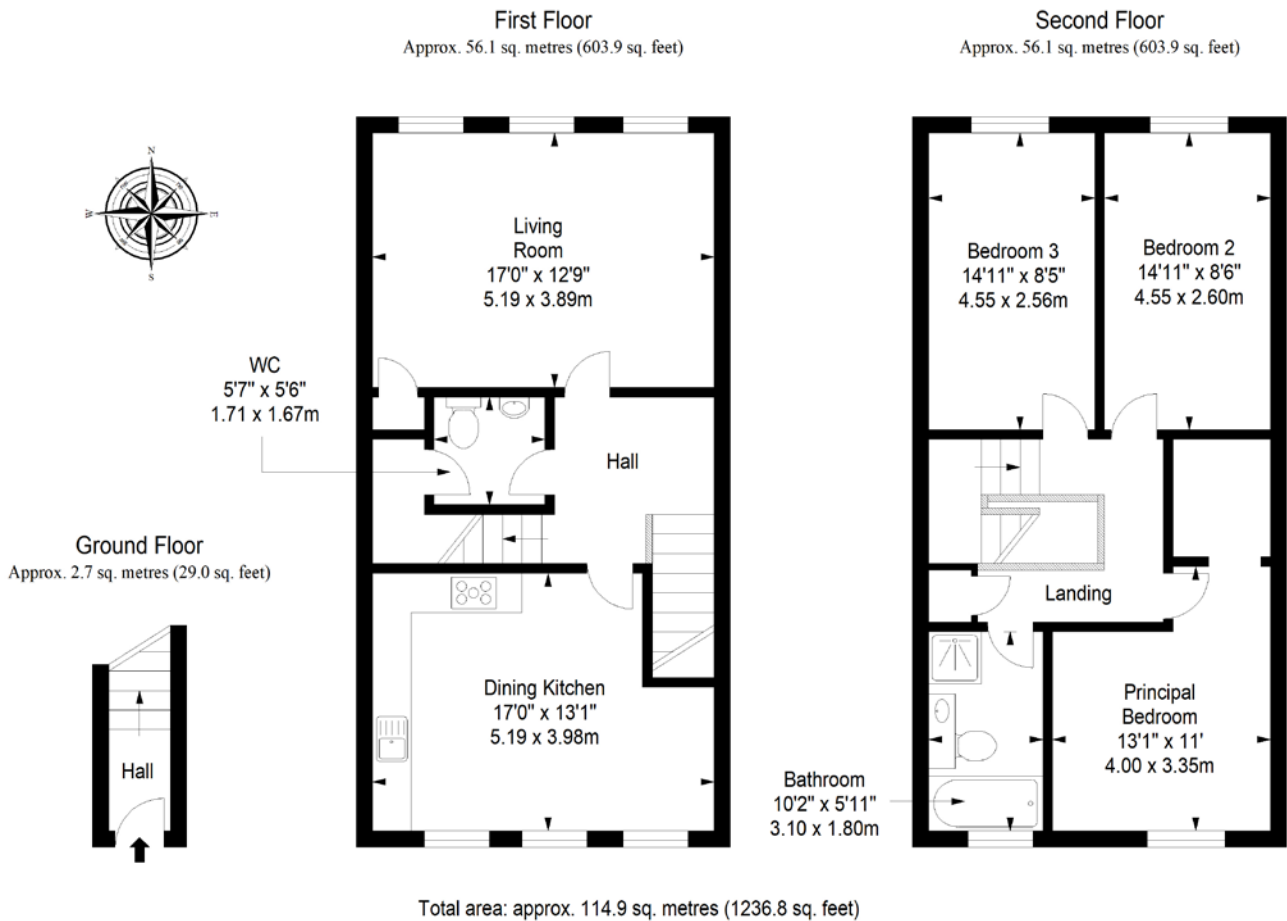 First Floor
Approx. 56.1 sq. metres (603.9 sq. feet)
Second Floor
Approx. 56.1 sq. metres (603.9 sq. feet)
N
W
E
S
Living
Room
17'0" x 12'9"
5.19 x 3.89m
Bedroom 3
14'11" x 8'5"
4.55 x 2.56m
Bedroom 2
14'11" x 8'6"
4.55 x 2.60m
WC
5'7" x 5'6"
1.71 x 1.67m
Hall
Ground Floor
Approx. 2.7 sq. metres (29.0 sq. feet)
Hall
Dining Kitchen
17'0" x 13'1"
5.19 x 3.98m
Landing
Principal
Bedroom
13'1" x 11'
4.00 x 3.35m
Bathroom
10'2" x 5'11"
3.10 x 1.80m
Total area: approx. 114.9 sq. metres (1236.8 sq. feet)